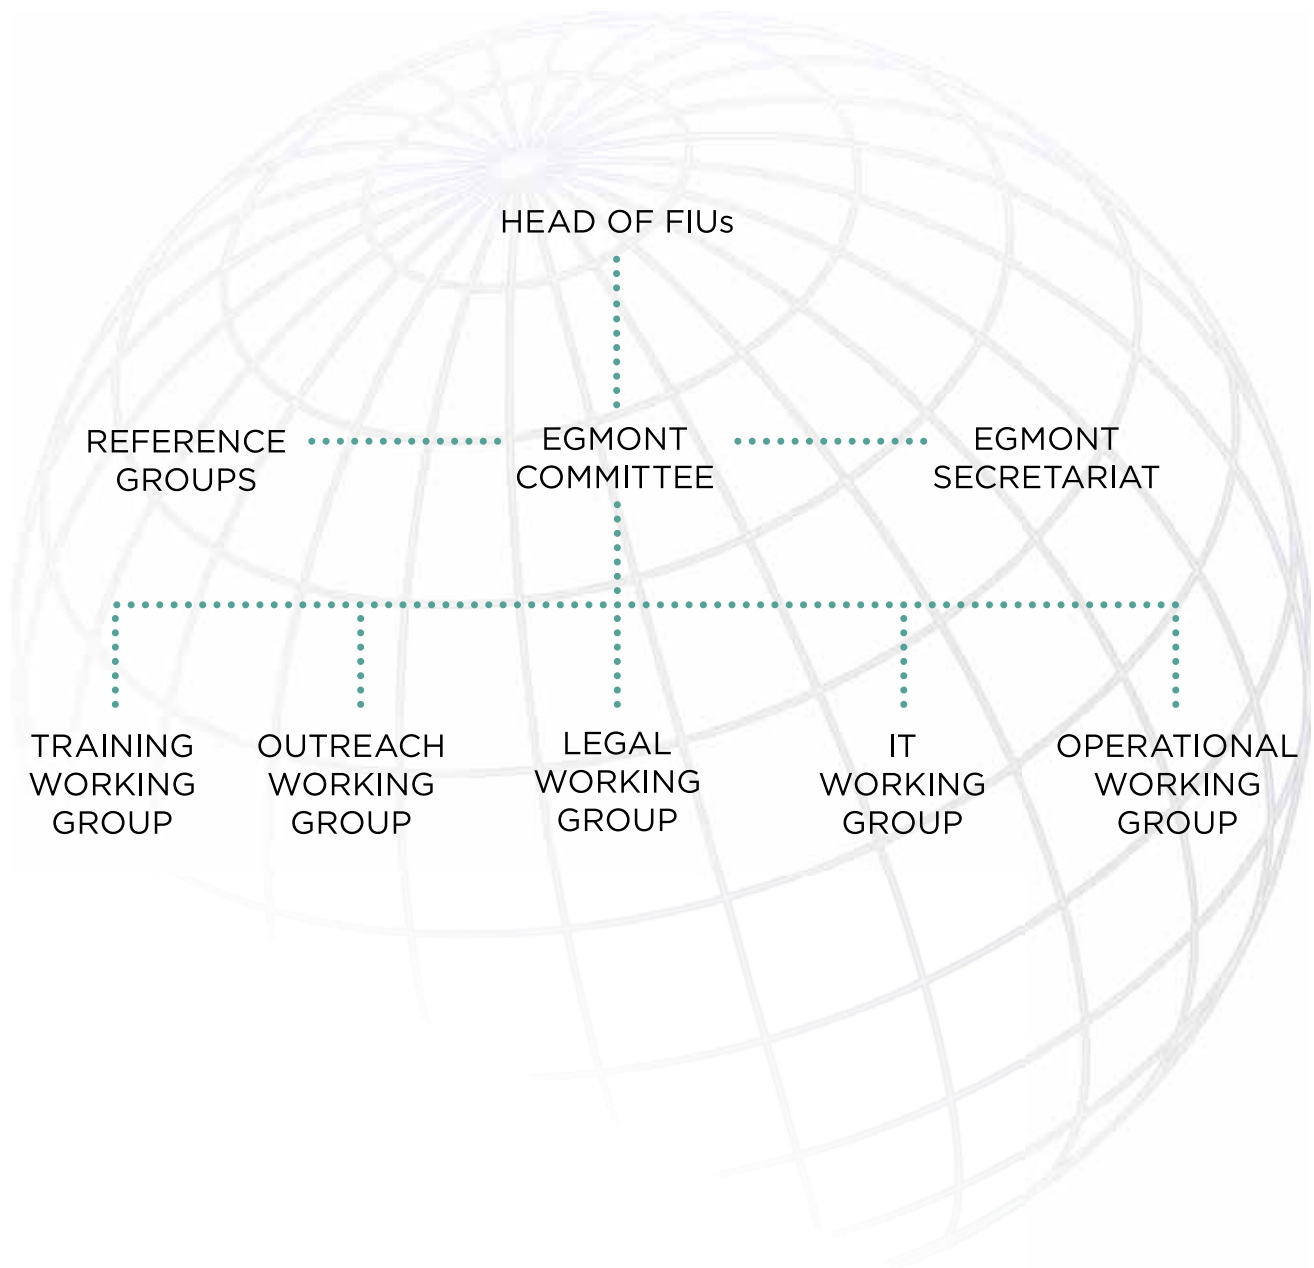 HEAD OF FIUs
REFERENCE
GROUPS
EGMONT
COMMITTEE
EGMONT
SECRETARIAT
TRAINING
WORKING
GROUP
OUTREACH
WORKING
GROUP
LEGAL
WORKING
GROUP
IT
WORKING
GROUP
OPERATIONAL
WORKING
GROUP